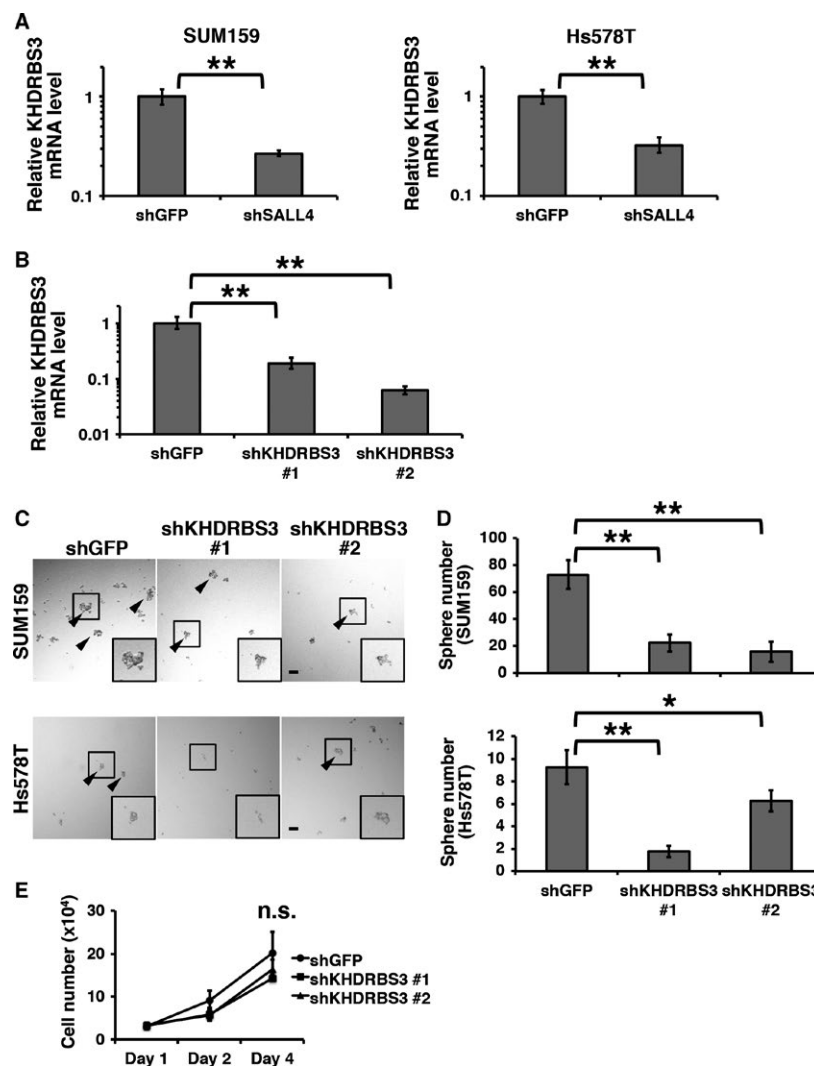 A
SUM159
Hs578T
Relative KHDRBS3
mRNA level
1
0.1
**
shGFP
shSALL4
Relative KHDRBS3
mRNA level
1
0.1
**
shGFP
shSALL4
B
Relative KHDRBS3
mRNA level
1
0.1
0.01
**
**
shGFP
shKHDRBS3
#1
shKHDRBS3
#2
C
shGFP
shKHDRBS3
#1
shKHDRBS3
#2
SUM159
Hs578T
D
Sphere number
(SUM159)
100
80
60
40
20
0
**
**
Sphere number
(Hs578T)
12
10
8
6
4
2
0
*
**
shGFP
shKHDRBS3
#1
shKHDRBS3
#2
E
Cell number (x10⁴)
30
20
10
0
n.s.
shGFP
shKHDRBS3 #1
shKHDRBS3 #2
Day 1 Day 2 Day 4